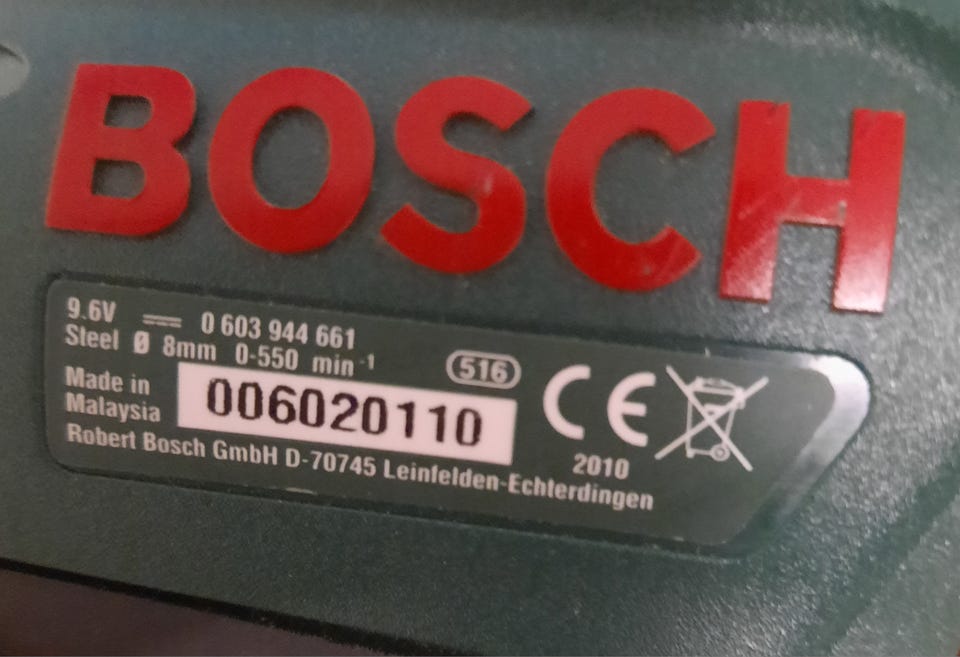 BOSCH
9.6V 0 603 944 661
Steel Ø 8mm 0-550 min-1
516
Made in
Malaysia
006020110
CE
2010
Robert Bosch GmbH D-70745 Leinfelden-Echterdingen